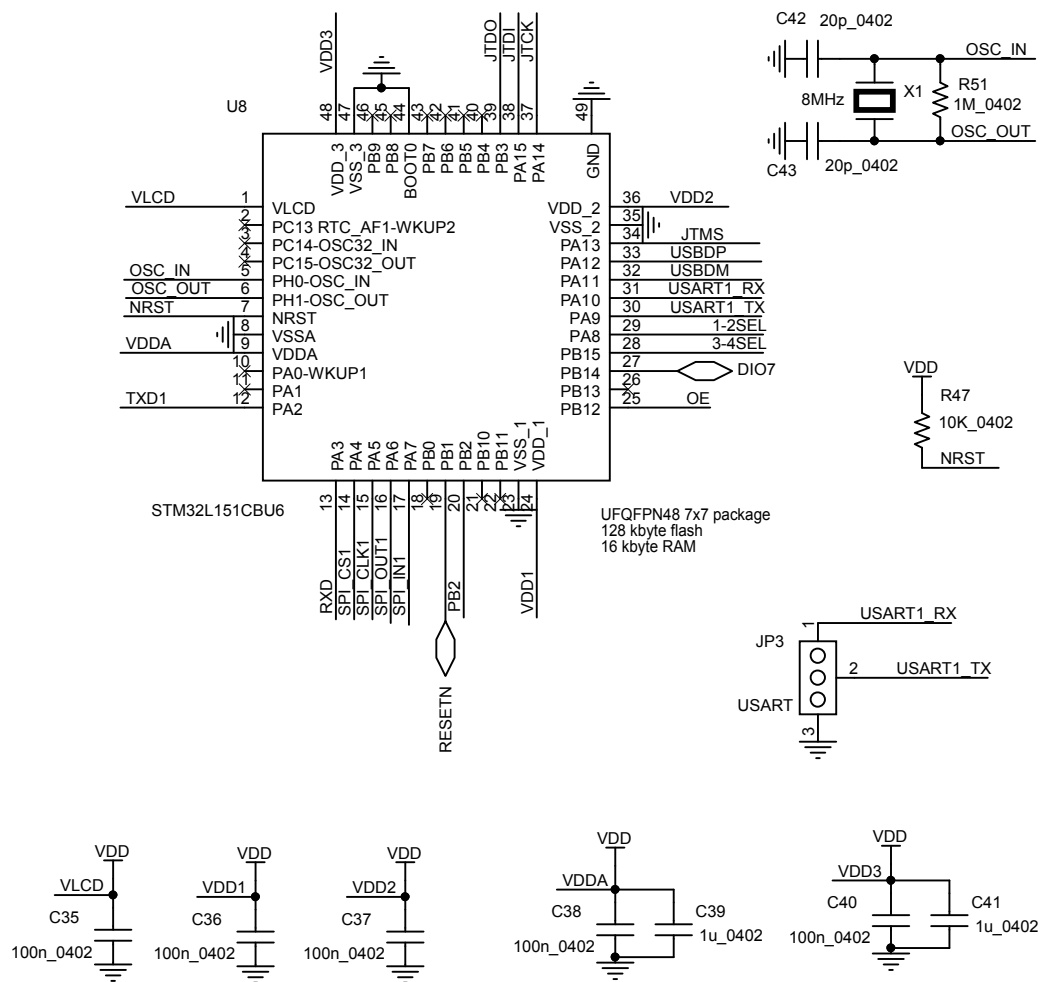 C42 20p_0402
OSC_IN
8MHz X1 R51
1M_0402
OSC_OUT
C43 20p_0402
U8
VDD3 JTDO JTDI JTCK
48 47 46 45 44 43 42 41 40 39 38 37 49
VDD_3 VSS_3 PB9 PB8 BOOT0 PB7 PB6 PB5 PB4 PB3 PA15 PA14 GND
VLCD 1 VLCD
2 PC13 RTC_AF1-WKUP2
3 PC14-OSC32_IN
4 PC15-OSC32_OUT
OSC_IN 5 PH0-OSC_IN
OSC_OUT 6 PH1-OSC_OUT
NRST 7 NRST
8 VSSA
VDDA 9 VDDA
10 PA0-WKUP1
11 PA1
TXD1 12 PA2
VDD_2 36 VDD2
VSS_2 35
PA13 34 JTMS
PA12 33 USBDP
PA11 32 USBDM
PA10 31 USART1_RX
PA9 30 USART1_TX
PA8 29 1-2SEL
PB15 28 3-4SEL
PB14 27 DIO7
PB13 26
PB12 25 OE
PA3 PA4 PA5 PA6 PA7 PB0 PB1 PB2 PB10 PB11 VSS_1 VDD_1
13 14 15 16 17 18 19 20 21 22 23 24
RXD SPI_CS1 SPI_CLK1 SPI_OUT1 SPI_IN1 PB2 VDD1
RESETN
STM32L151CBU6
UFQFPN48 7x7 package
128 kbyte flash
16 kbyte RAM
VDD
R47
10K_0402
NRST
1 USART1_RX
JP3
2 USART1_TX
USART
3
VDD
VLCD
C35
100n_0402
VDD
VDD1
C36
100n_0402
VDD
VDD2
C37
100n_0402
VDD
VDDA
C38 C39
100n_0402 1u_0402
VDD
VDD3
C40 C41
100n_0402 1u_0402